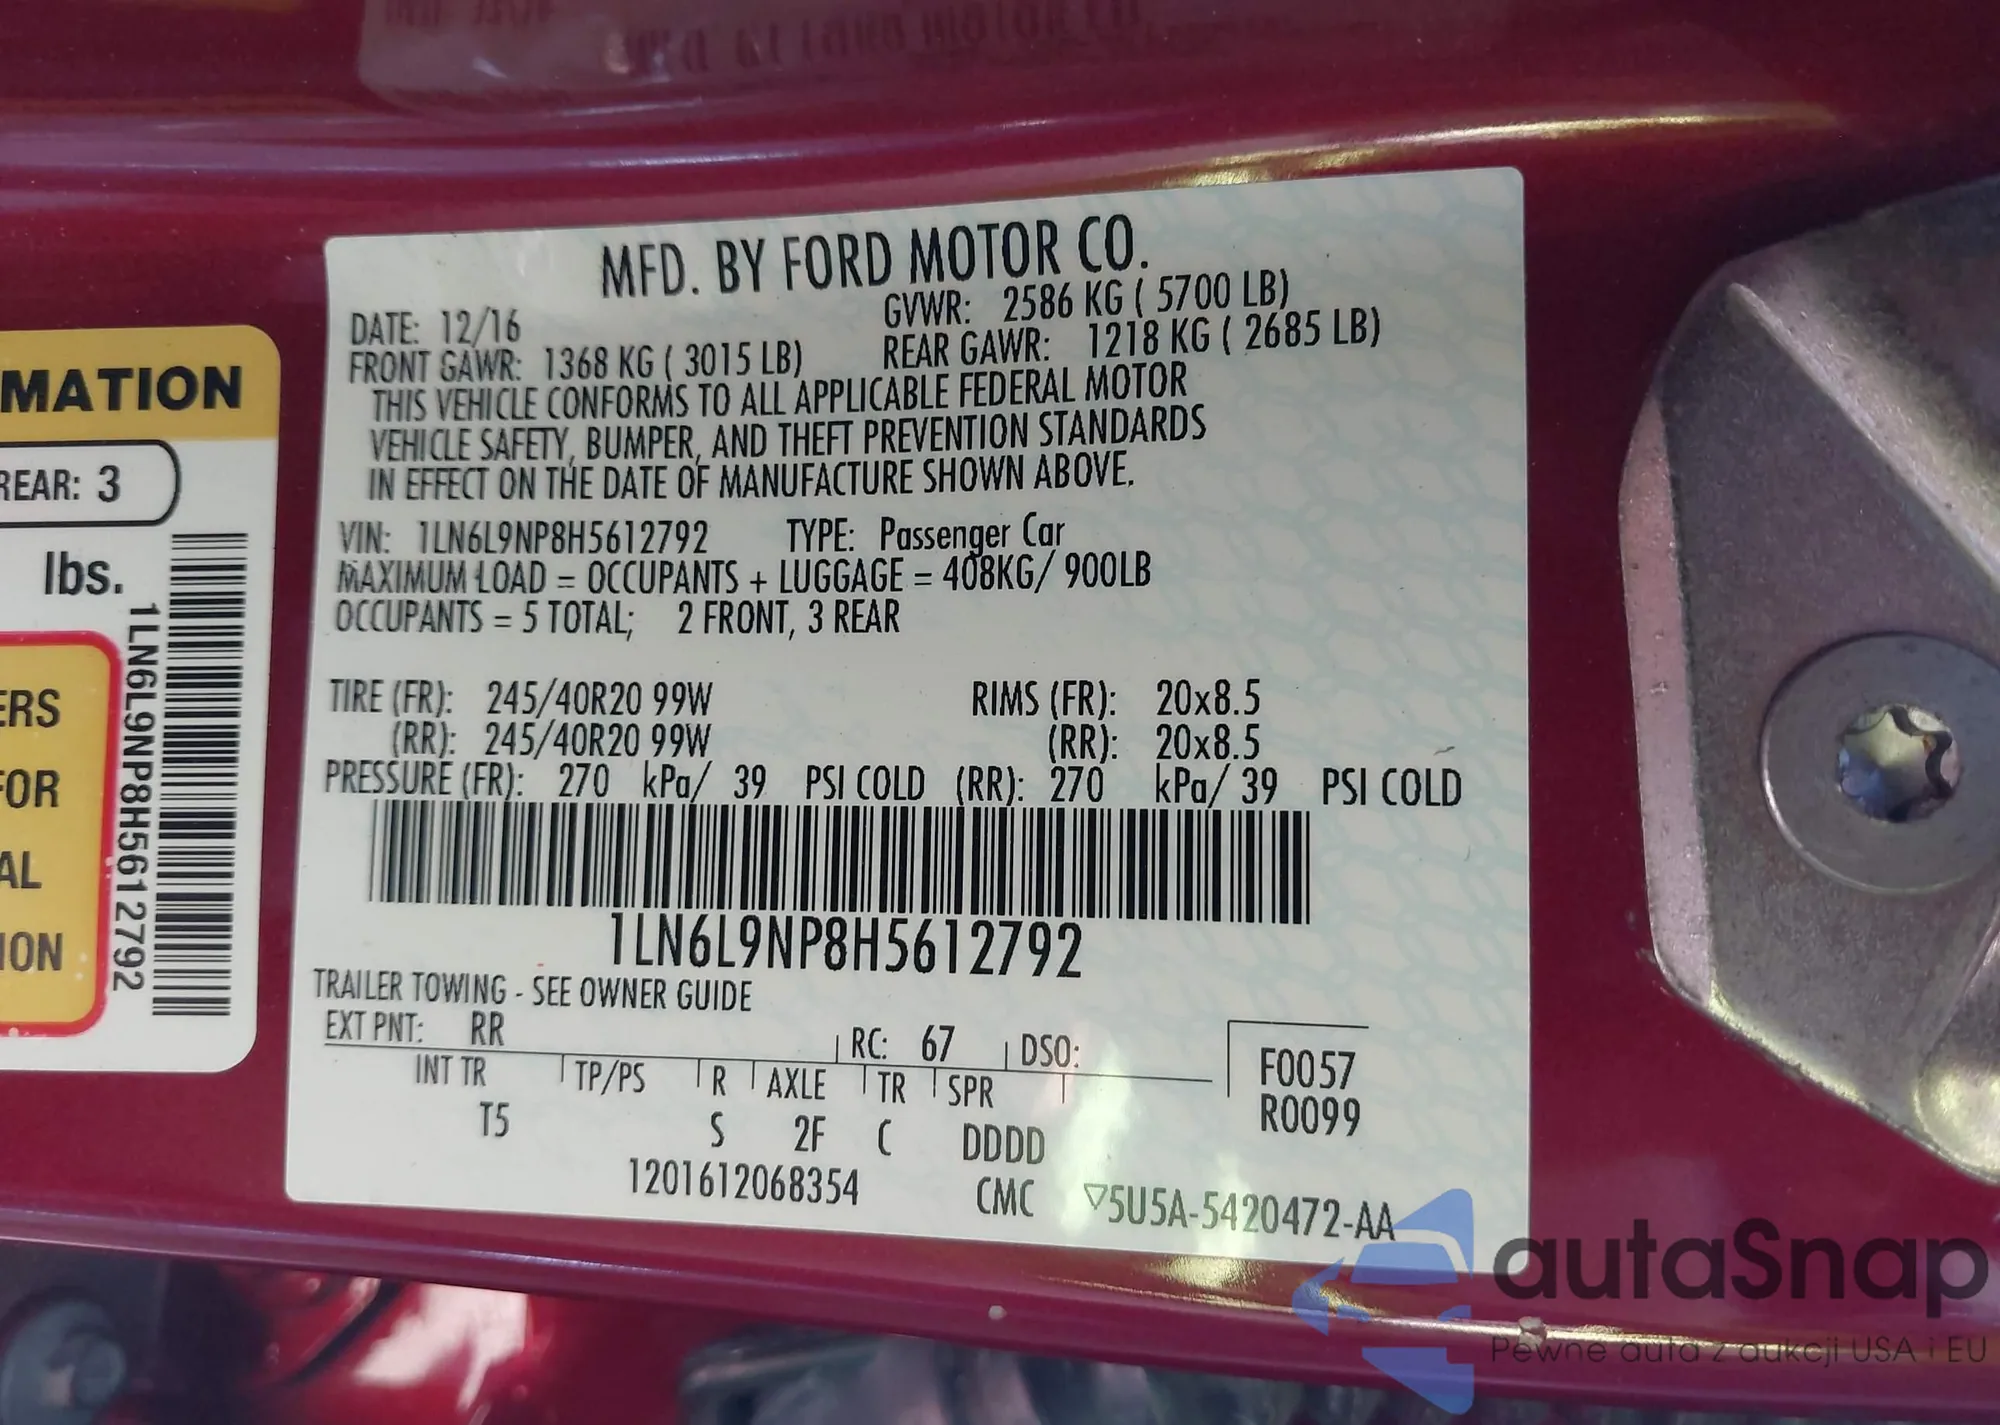 MFD. BY FORD MOTOR CO.
DATE: 12/16
GVWR: 2586 KG ( 5700 LB)
FRONT GAWR: 1368 KG ( 3015 LB)
REAR GAWR: 1218 KG ( 2685 LB)
THIS VEHICLE CONFORMS TO ALL APPLICABLE FEDERAL MOTOR
VEHICLE SAFETY, BUMPER, AND THEFT PREVENTION STANDARDS
IN EFFECT ON THE DATE OF MANUFACTURE SHOWN ABOVE.
VIN: 1LN6L9NP8H5612792 TYPE: Passenger Car
MAXIMUM LOAD = OCCUPANTS + LUGGAGE = 408KG/ 900LB
OCCUPANTS = 5 TOTAL; 2 FRONT, 3 REAR
TIRE (FR): 245/40R20 99W RIMS (FR): 20x8.5
(RR): 245/40R20 99W (RR): 20x8.5
PRESSURE (FR): 270 kPa/ 39 PSI COLD (RR): 270 kPa/ 39 PSI COLD
1LN6L9NP8H5612792
TRAILER TOWING - SEE OWNER GUIDE
EXT PNT: RR RC: 67 DSO:
INT TR TP/PS R AXLE TR SPR
T5 S 2F C DDDD
F0057
R0099
1201612068354 CMC ▽5U5A-5420472-AA
MATION
REAR: 3
lbs.
1LN6L9NP8H5612792
ERS
FOR
AL
ION
autaSnap
Pewne auta z aukcji USA i EU